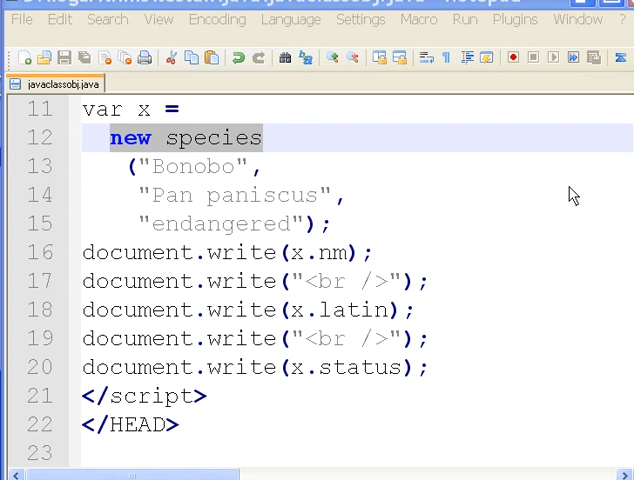 File Edit Search View Encoding Language Settings Macro Run Plugins Window ?
javaclassobj.java
11 var x =
12 new species
13 ("Bonobo",
14 "Pan paniscus",
15 "endangered");
16 document.write(x.nm);
17 document.write("<br />");
18 document.write(x.latin);
19 document.write("<br />");
20 document.write(x.status);
21 </script>
22 </HEAD>
23